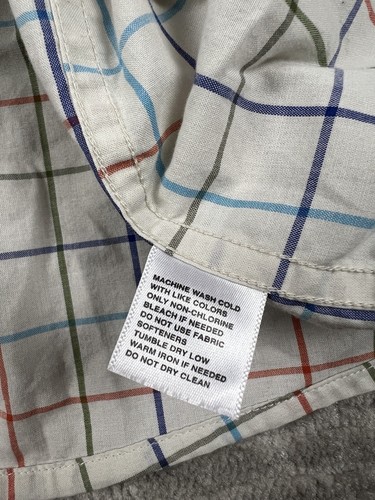 MACHINE WASH COLD
WITH LIKE COLORS
ONLY NON-CHLORINE
BLEACH IF NEEDED
DO NOT USE FABRIC
SOFTENERS
TUMBLE DRY LOW
WARM IRON IF NEEDED
DO NOT DRY CLEAN